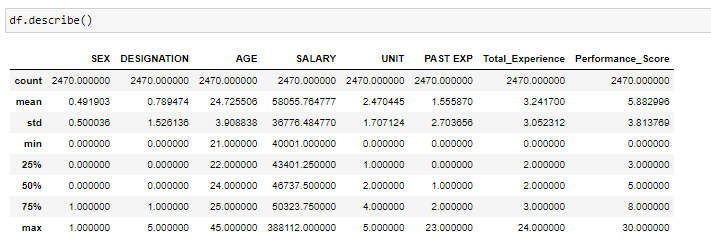 df.describe()
SEX DESIGNATION AGE SALARY UNIT PAST EXP Total_Experience Performance_Score
count 2470.000000 2470.000000 2470.000000 2470.000000 2470.000000 2470.000000 2470.000000 2470.000000
mean 0.491903 0.789474 24.725506 58055.764777 2.470445 1.555870 3.241700 5.882996
std 0.500036 1.526136 3.908838 36776.484770 1.707124 2.703656 3.052312 3.813769
min 0.000000 0.000000 21.000000 40001.000000 0.000000 0.000000 0.000000 0.000000
25% 0.000000 0.000000 22.000000 43401.250000 1.000000 0.000000 2.000000 3.000000
50% 0.000000 0.000000 24.000000 46737.500000 2.000000 1.000000 2.000000 5.000000
75% 1.000000 1.000000 25.000000 50323.750000 4.000000 2.000000 3.000000 8.000000
max 1.000000 5.000000 45.000000 388112.000000 5.000000 23.000000 24.000000 30.000000